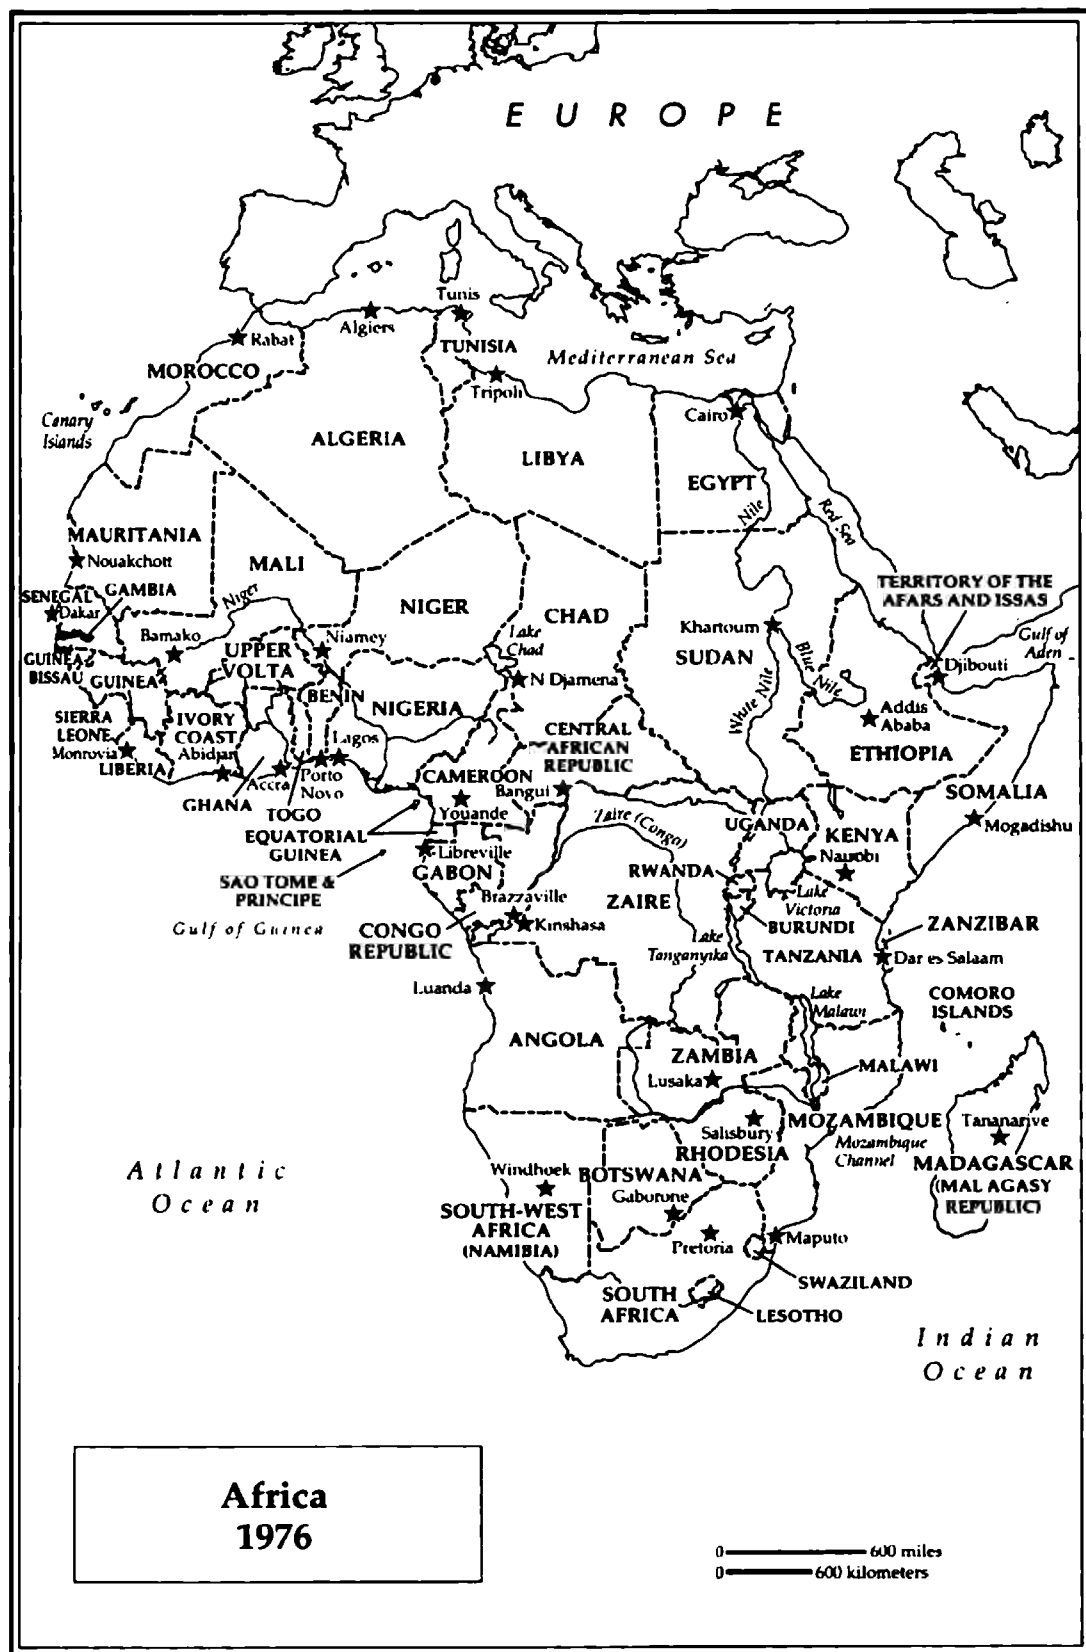 EUROPE
Tunis
Algiers
Rabat
TUNISIA
Mediterranean Sea
MOROCCO
Tripoli
Canary
Islands
Cairo
ALGERIA
LIBYA
EGYPT
Nile
Red Sea
MAURITANIA
Nouakchott
MALI
TERRITORY OF THE
AFARS AND ISSAS
SENEGAL
GAMBIA
Dakar
Niger
NIGER
CHAD
Khartoum
Gulf of
Aden
Bamako
Niamey
Lake
Chad
SUDAN
Blue Nile
GUINEA
BISSAU
GUINEA
UPPER
VOLTA
Djibouti
BENIN
N Djamena
White Nile
NIGERIA
Addis
Ababa
SIERRA
LEONE
IVORY
COAST
CENTRAL
AFRICAN
REPUBLIC
Monrovia
Abidjan
Lagos
ETHIOPIA
LIBERIA
Accra
Porto
Novo
CAMEROON
Bangui
SOMALIA
GHANA
TOGO
Youande
Zaire (Congo)
UGANDA
KENYA
Mogadishu
EQUATORIAL
GUINEA
Libreville
Nairobi
GABON
RWANDA
SAO TOME &
PRINCIPE
Brazzaville
ZAIRE
Lake
Victoria
Gulf of Guinea
Kinshasa
BURUNDI
ZANZIBAR
CONGO
REPUBLIC
Lake
Tanganyika
TANZANIA
Dar es Salaam
Luanda
Lake
Malawi
COMORO
ISLANDS
ANGOLA
ZAMBIA
MALAWI
Lusaka
MOZAMBIQUE
Tananarive
Salisbury
RHODESIA
Mozambique
Channel
Atlantic
Ocean
Windhoek
BOTSWANA
MADAGASCAR
(MALAGASY
REPUBLIC)
Gaborone
SOUTH-WEST
AFRICA
(NAMIBIA)
Pretoria
Maputo
SWAZILAND
SOUTH
AFRICA
LESOTHO
Indian
Ocean
Africa
1976
0
600 miles
0
600 kilometers